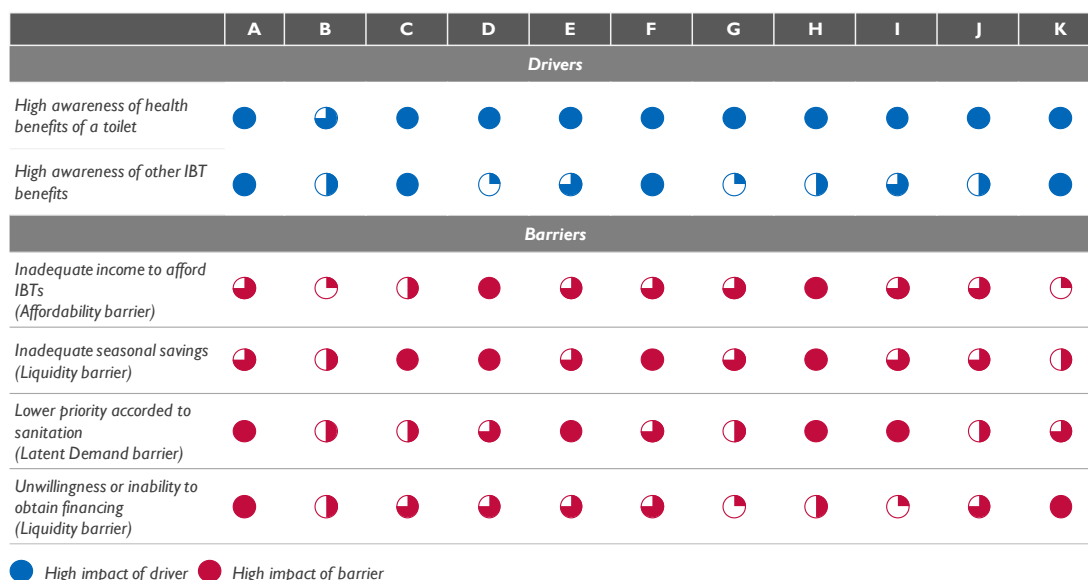 A B C D E F G H I J K
Drivers
High awareness of health
benefits of a toilet
High awareness of other IBT
benefits
Barriers
Inadequate income to afford
IBTs
(Affordability barrier)
Inadequate seasonal savings
(Liquidity barrier)
Lower priority accorded to
sanitation
(Latent Demand barrier)
Unwillingness or inability to
obtain financing
(Liquidity barrier)
High impact of driver High impact of barrier